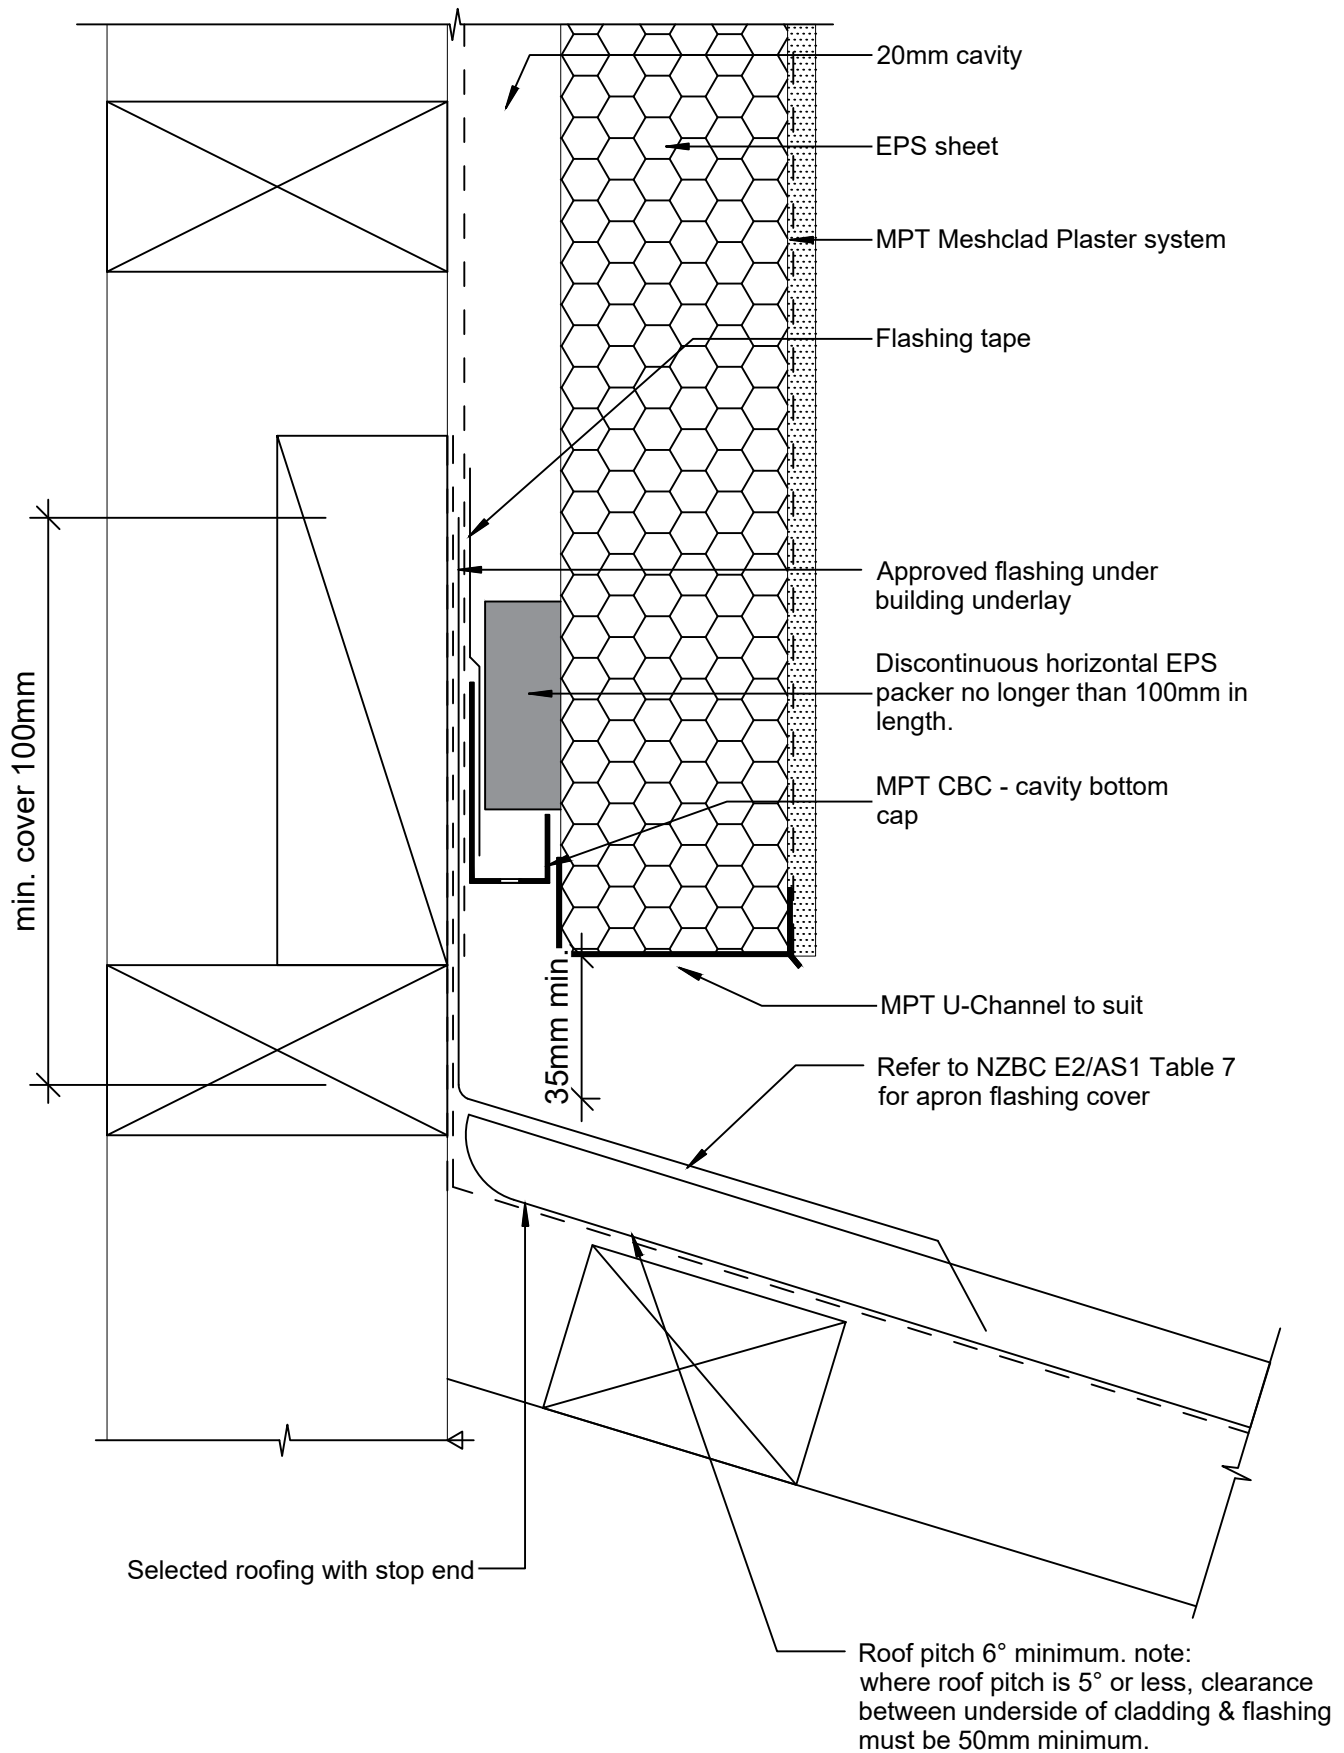 20mm cavity
EPS sheet
MPT Meshclad Plaster system
Flashing tape
Approved flashing under
building underlay
Discontinuous horizontal EPS
packer no longer than 100mm in
length.
MPT CBC - cavity bottom
cap
min. cover 100mm
35mm min.
MPT U-Channel to suit
Refer to NZBC E2/AS1 Table 7
for apron flashing cover
Selected roofing with stop end
Roof pitch 6° minimum. note:
where roof pitch is 5° or less, clearance
between underside of cladding & flashing
must be 50mm minimum.